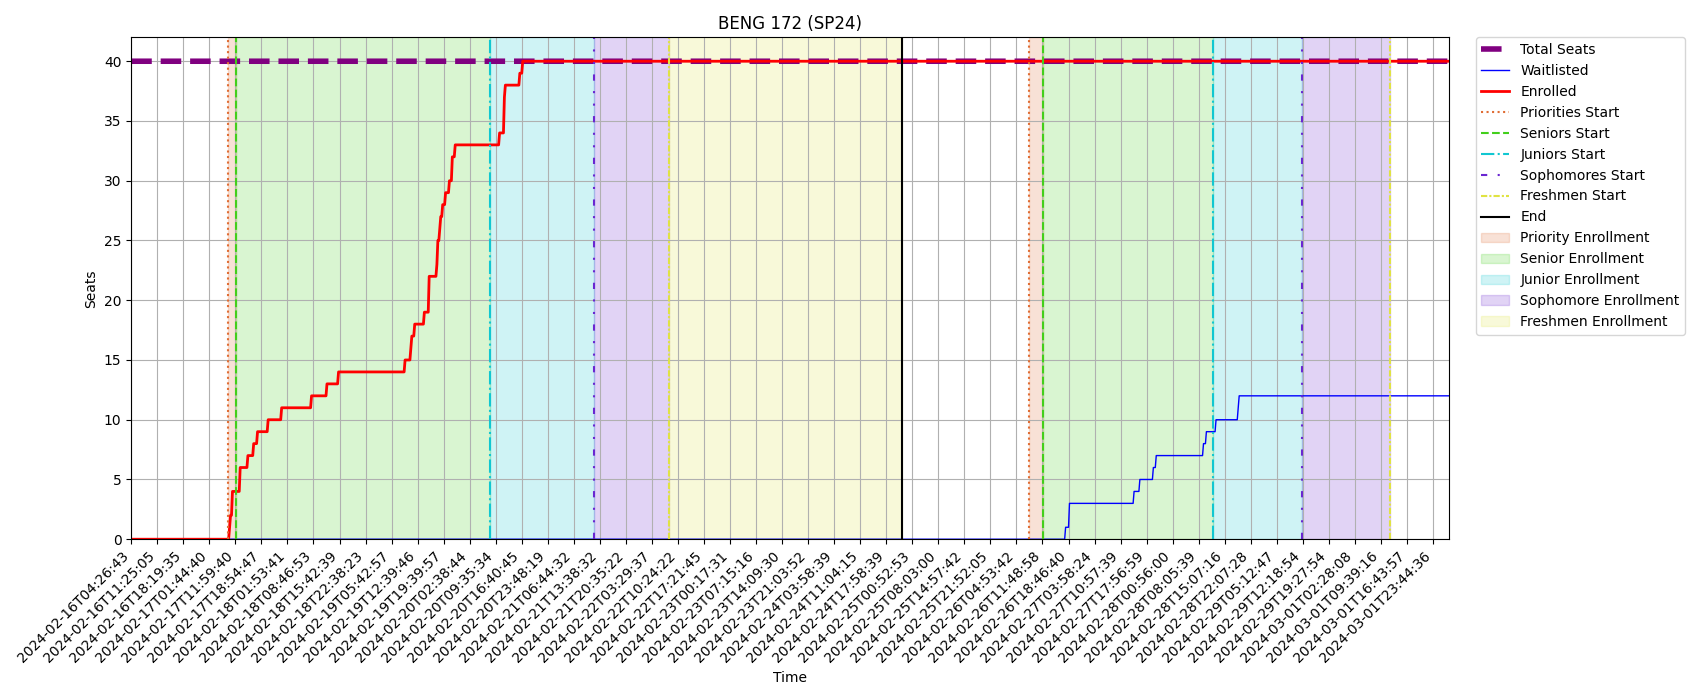 BENG 172 (SP24)
Seats
40
35
30
25
20
15
10
5
0
2024-02-16T04:26:43
2024-02-16T11:25:05
2024-02-16T18:19:35
2024-02-17T01:44:40
2024-02-17T11:59:40
2024-02-17T18:54:47
2024-02-18T01:53:41
2024-02-18T08:46:53
2024-02-18T15:42:39
2024-02-18T22:38:23
2024-02-19T05:42:57
2024-02-19T12:39:46
2024-02-19T19:39:57
2024-02-20T02:38:44
2024-02-20T09:35:34
2024-02-20T16:40:45
2024-02-20T23:48:19
2024-02-21T06:44:32
2024-02-21T13:38:32
2024-02-21T20:35:22
2024-02-22T03:29:37
2024-02-22T10:24:22
2024-02-22T17:21:45
2024-02-23T00:17:31
2024-02-23T07:15:16
2024-02-23T14:09:30
2024-02-23T21:03:52
2024-02-24T03:58:39
2024-02-24T11:04:15
2024-02-24T17:58:39
2024-02-25T00:52:53
2024-02-25T08:03:00
2024-02-25T14:57:42
2024-02-25T21:52:05
2024-02-26T04:53:42
2024-02-26T11:48:58
2024-02-26T18:46:40
2024-02-27T03:58:24
2024-02-27T10:57:39
2024-02-27T17:56:59
2024-02-28T00:56:00
2024-02-28T08:05:39
2024-02-28T15:07:16
2024-02-28T22:07:28
2024-02-29T05:12:47
2024-02-29T12:18:54
2024-02-29T19:27:54
2024-03-01T02:28:08
2024-03-01T09:39:16
2024-03-01T16:43:57
2024-03-01T23:44:36
Time
Total Seats
Waitlisted
Enrolled
Priorities Start
Seniors Start
Juniors Start
Sophomores Start
Freshmen Start
End
Priority Enrollment
Senior Enrollment
Junior Enrollment
Sophomore Enrollment
Freshmen Enrollment